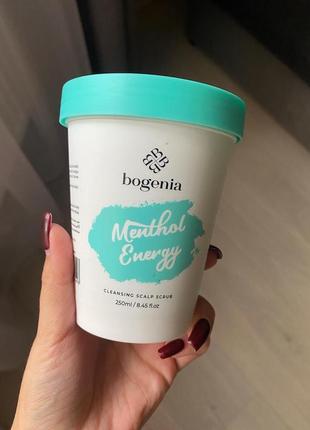 bogenia
Menthol
Energy
CLEANSING SCALP SCRUB
250ml / 8.45 fl.oz